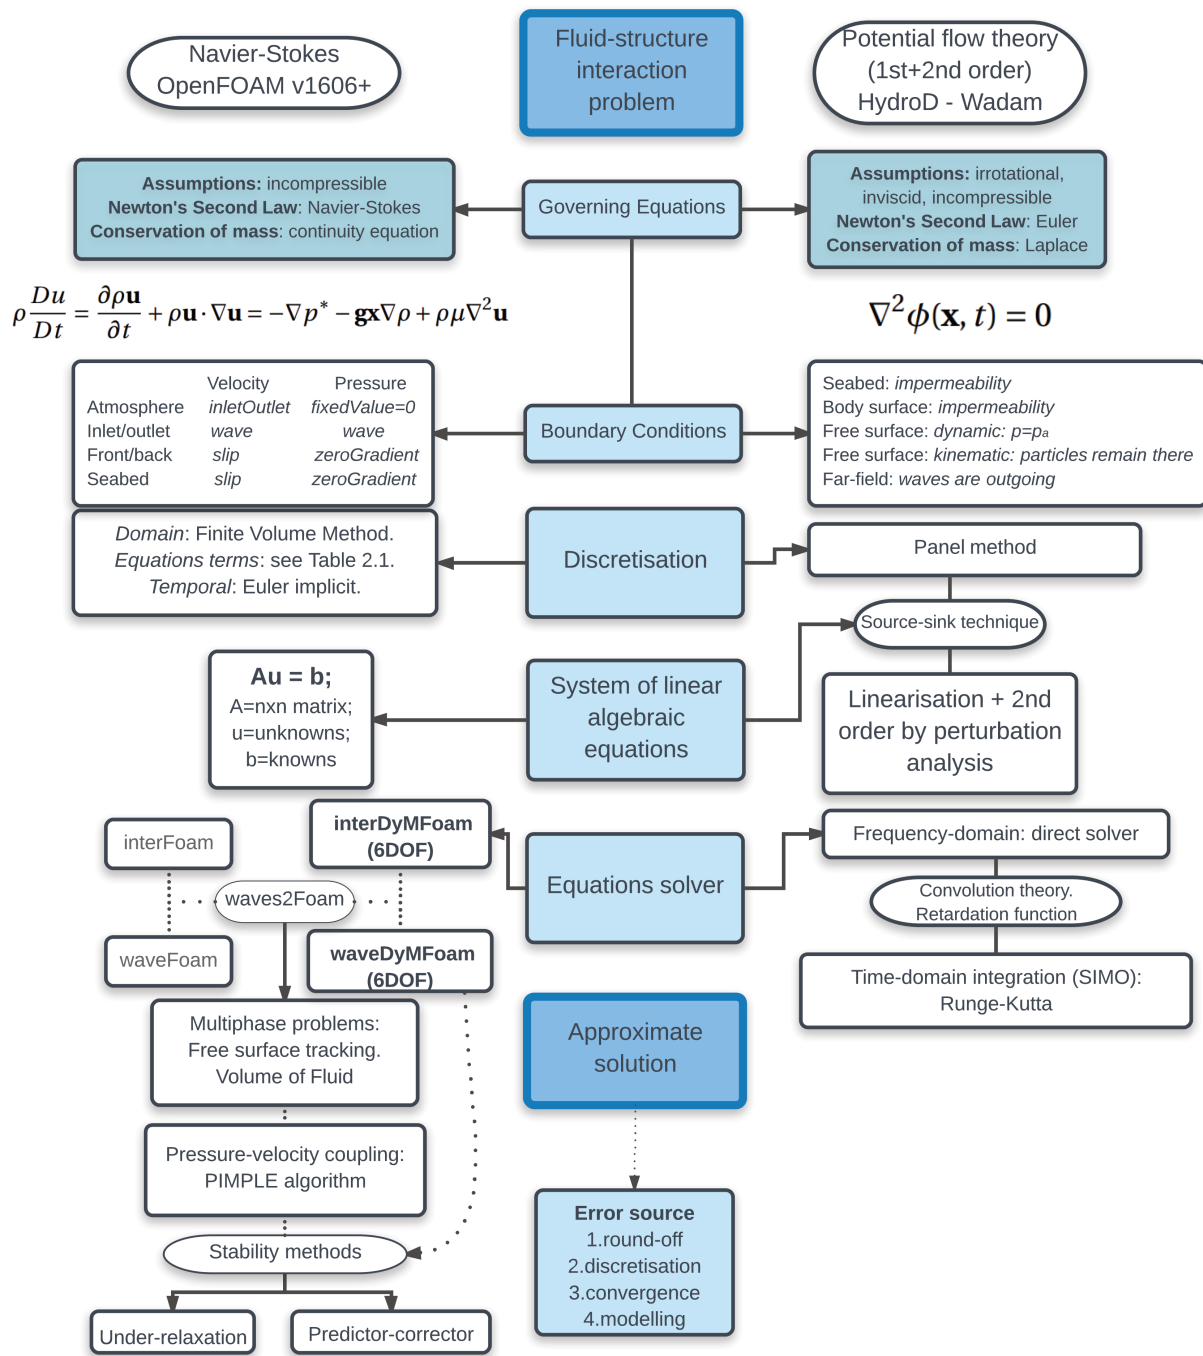 Navier-Stokes
OpenFOAM v1606+
Fluid-structure
interaction
problem
Potential flow theory
(1st+2nd order)
HydroD - Wadam
Assumptions: incompressible
Newton's Second Law: Navier-Stokes
Conservation of mass: continuity equation
Governing Equations
Assumptions: irrotational,
inviscid, incompressible
Newton's Second Law: Euler
Conservation of mass: Laplace
ρ Du/Dt = ∂ρu/∂t + ρu · ∇u = −∇p* − gx∇ρ + ρμ∇²u
∇²ϕ(x, t) = 0
Velocity Pressure
Atmosphere inletOutlet fixedValue=0
Inlet/outlet wave wave
Front/back slip zeroGradient
Seabed slip zeroGradient
Boundary Conditions
Seabed: impermeability
Body surface: impermeability
Free surface: dynamic: p=pₐ
Free surface: kinematic: particles remain there
Far-field: waves are outgoing
Domain: Finite Volume Method.
Equations terms: see Table 2.1.
Temporal: Euler implicit.
Discretisation
Panel method
Source-sink technique
Au = b;
A=nxn matrix;
u=unknowns;
b=knowns
System of linear
algebraic
equations
Linearisation + 2nd
order by perturbation
analysis
interFoam
interDyMFoam
(6DOF)
waves2Foam
waveFoam
waveDyMFoam
(6DOF)
Equations solver
Frequency-domain: direct solver
Convolution theory.
Retardation function
Time-domain integration (SIMO):
Runge-Kutta
Multiphase problems:
Free surface tracking.
Volume of Fluid
Approximate
solution
Pressure-velocity coupling:
PIMPLE algorithm
Stability methods
Under-relaxation
Predictor-corrector
Error source
1.round-off
2.discretisation
3.convergence
4.modelling